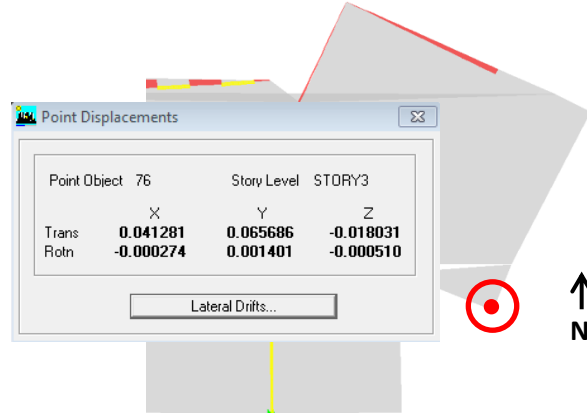 Point Displacements
Point Object 76 Story Level STORY3
X Y Z
Trans 0.041281 0.065686 -0.018031
Rotn -0.000274 0.001401 -0.000510
Lateral Drifts...
N